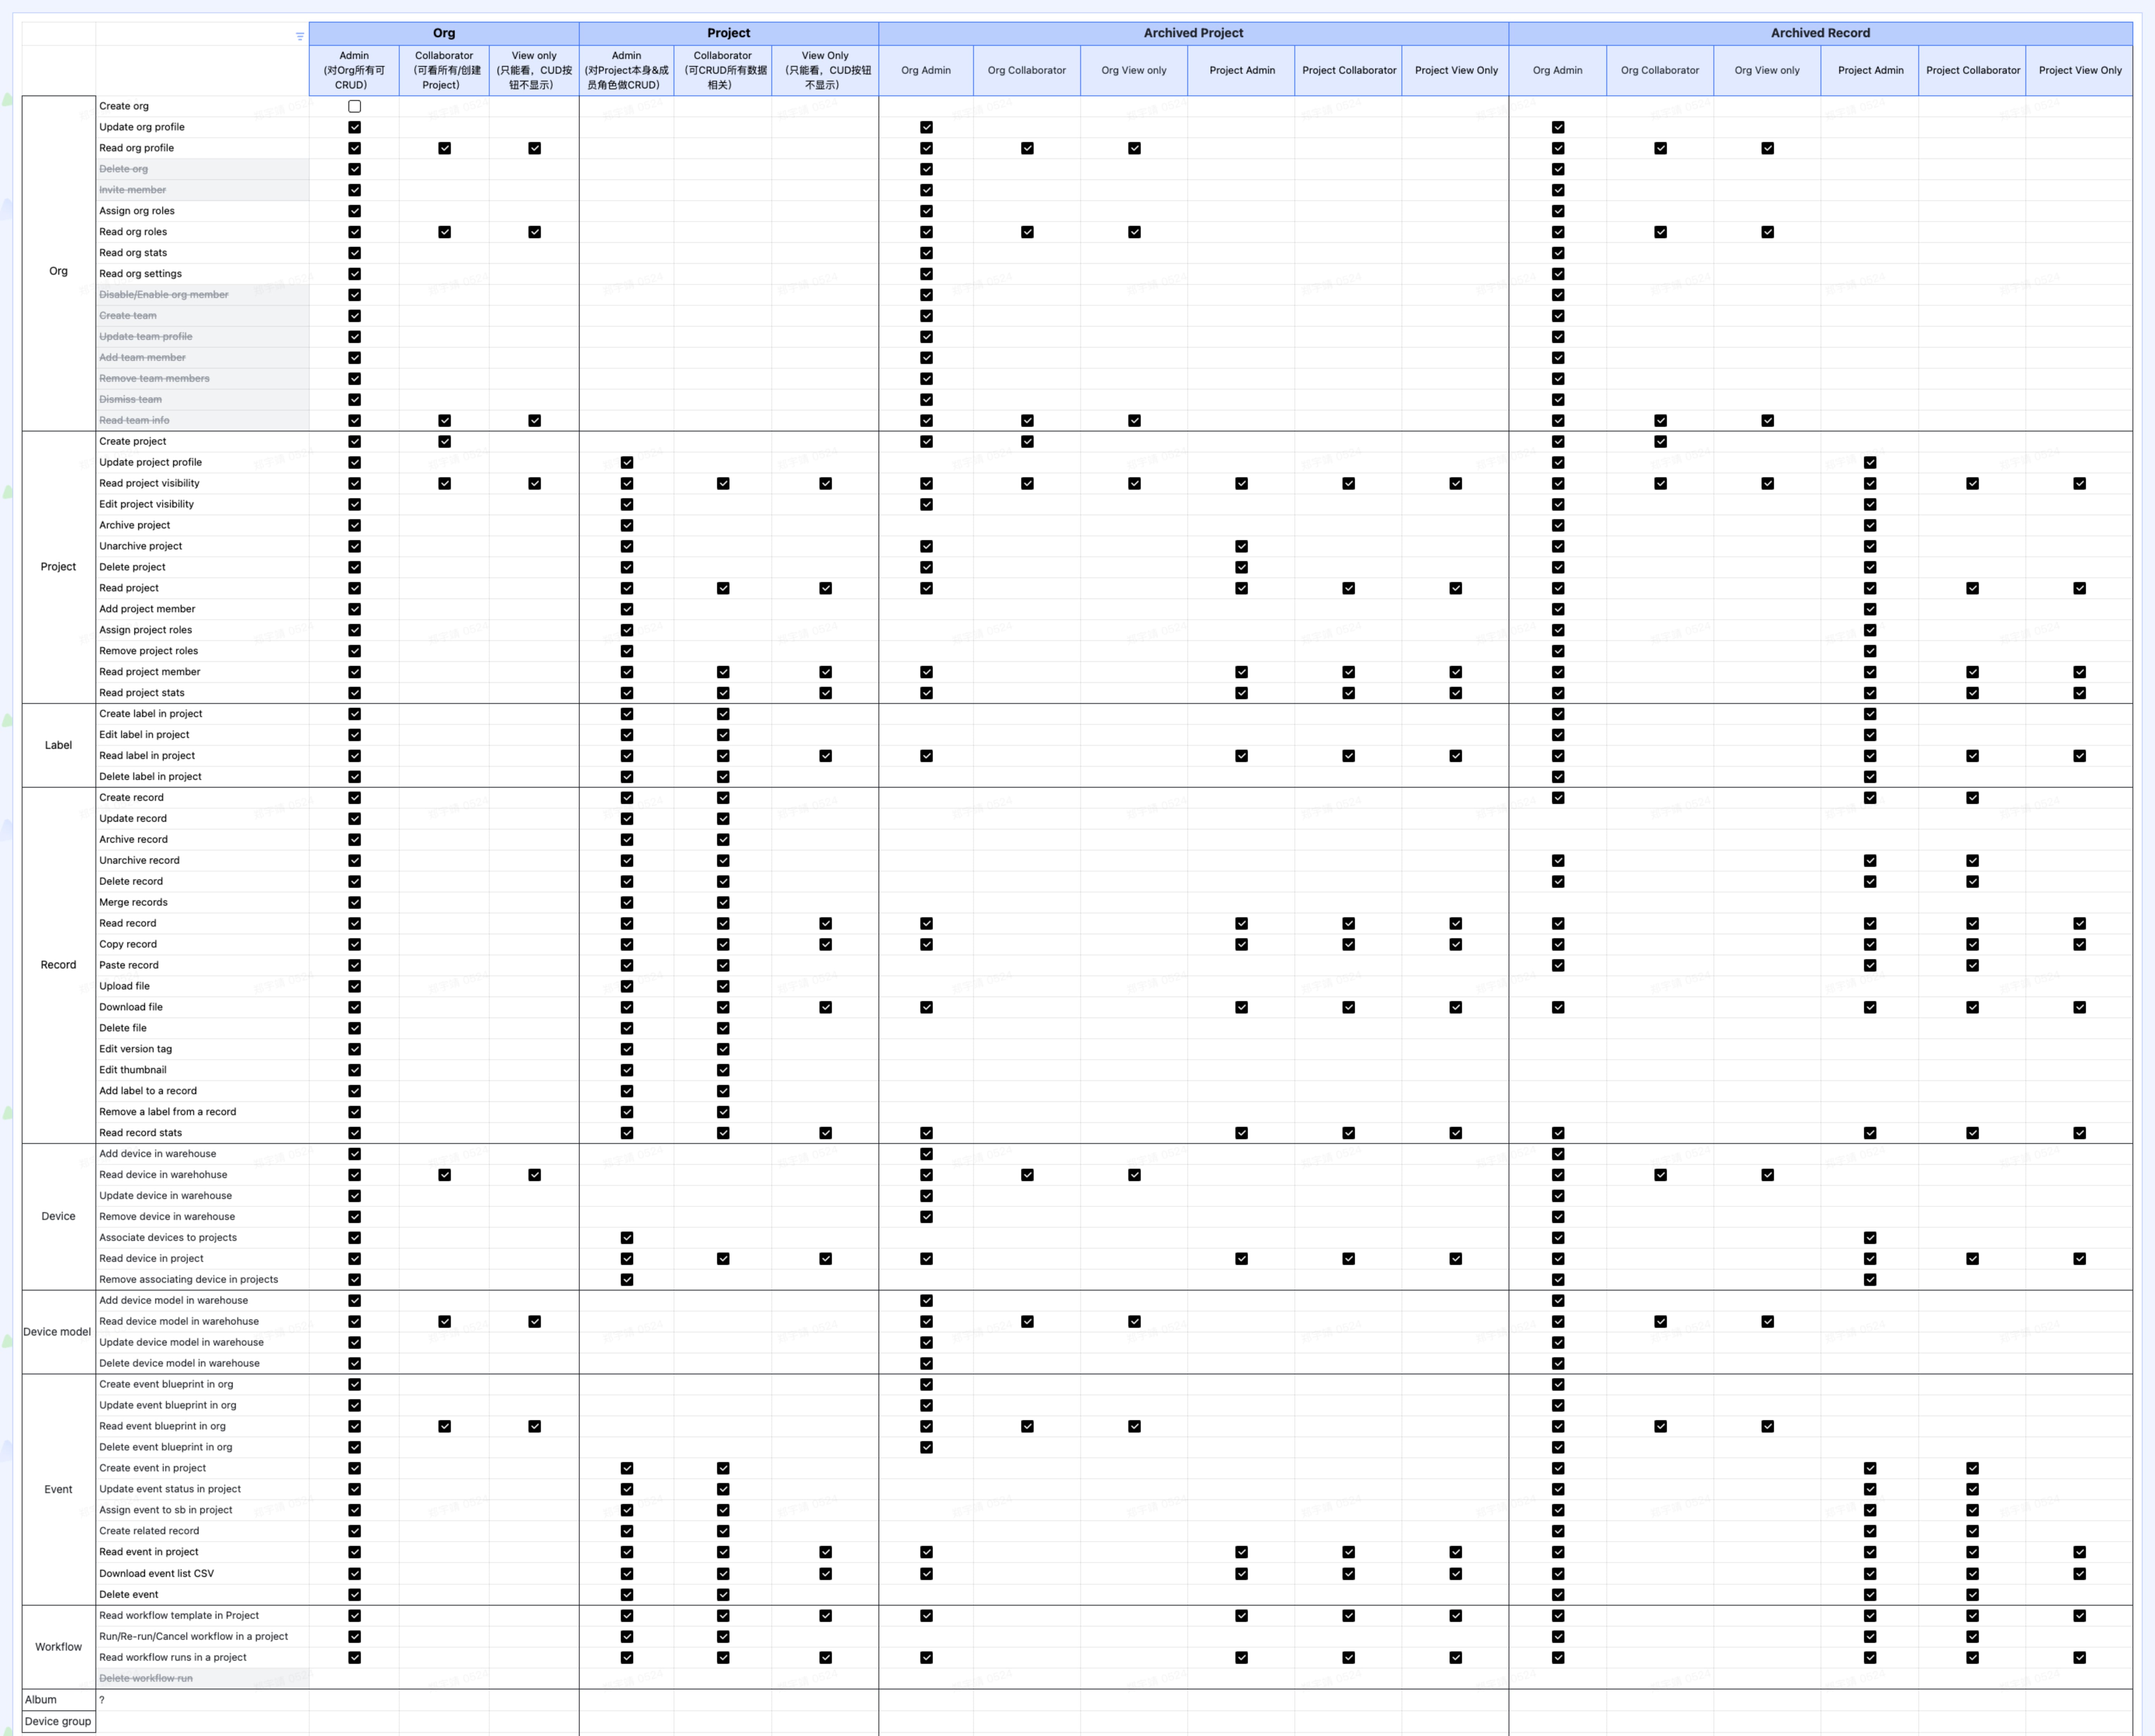 Org
Project
Archived Project
Archived Record
Admin
(对Org所有可
CRUD)
Collaborator
(可看所有/创建
Project)
View only
(只能看，CUD按
钮不显示)
Admin
(对Project本身&成
员角色做CRUD)
Collaborator
(可CRUD所有数据
相关)
View Only
(只能看，CUD按钮
不显示)
Org Admin
Org Collaborator
Org View only
Project Admin
Project Collaborator
Project View Only
Org Admin
Org Collaborator
Org View only
Project Admin
Project Collaborator
Project View Only
Org
Create org
Update org profile
Read org profile
Delete org
Invite member
Assign org roles
Read org roles
Read org stats
Read org settings
Disable/Enable org member
Create team
Update team profile
Add team member
Remove team members
Dismiss team
Read team info
Project
Create project
Update project profile
Read project visibility
Edit project visibility
Archive project
Unarchive project
Delete project
Read project
Add project member
Assign project roles
Remove project roles
Read project member
Read project stats
Label
Create label in project
Edit label in project
Read label in project
Delete label in project
Record
Create record
Update record
Archive record
Unarchive record
Delete record
Merge records
Read record
Copy record
Paste record
Upload file
Download file
Delete file
Edit version tag
Edit thumbnail
Add label to a record
Remove a label from a record
Read record stats
Device
Add device in warehouse
Read device in warehohuse
Update device in warehouse
Remove device in warehouse
Associate devices to projects
Read device in project
Remove associating device in projects
Device model
Add device model in warehouse
Read device model in warehohuse
Update device model in warehouse
Delete device model in warehouse
Event
Create event blueprint in org
Update event blueprint in org
Read event blueprint in org
Delete event blueprint in org
Create event in project
Update event status in project
Assign event to sb in project
Create related record
Read event in project
Download event list CSV
Delete event
Workflow
Read workflow template in Project
Run/Re-run/Cancel workflow in a project
Read workflow runs in a project
Delete workflow run
Album
?
Device group